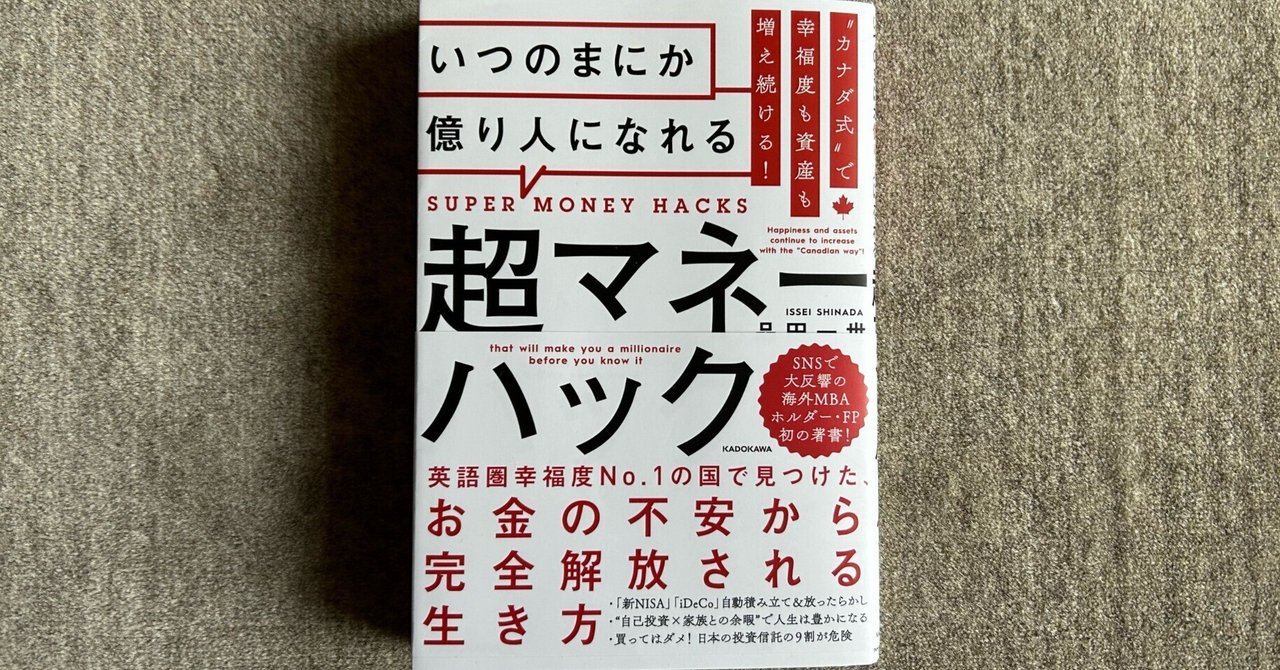 “カナダ式”で
幸福度も資産も
増え続ける！
いつのまにか
億り人になれる
SUPER MONEY HACKS
Happiness and assets
continue to increase
with the "Canadian way"!
超マネー
ISSEI SHINADA
品田一世
that will make you a millionaire
before you know it
ハック
SNSで
大反響の
海外MBA
ホルダー・FP
初の著書！
KADOKAWA
英語圏幸福度No.1の国で見つけた、
お金の不安から
完全解放される
生き方
・「新NISA」「iDeCo」自動積み立て&放ったらかし
・“自己投資×家族との余暇”で人生は豊かになる
・買ってはダメ！日本の投資信託の9割が危険